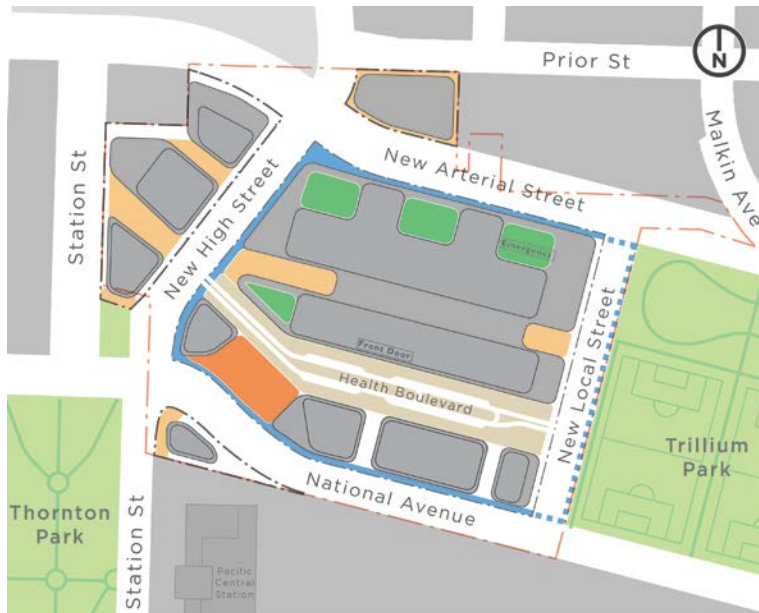 Prior St
N
Malkin Ave
New Arterial Street
Station St
New High Street
Emergency
Front Door
Health Boulevard
New Local Street
Trillium
Park
National Avenue
Thornton
Park
Station St
Pacific
Central
Station